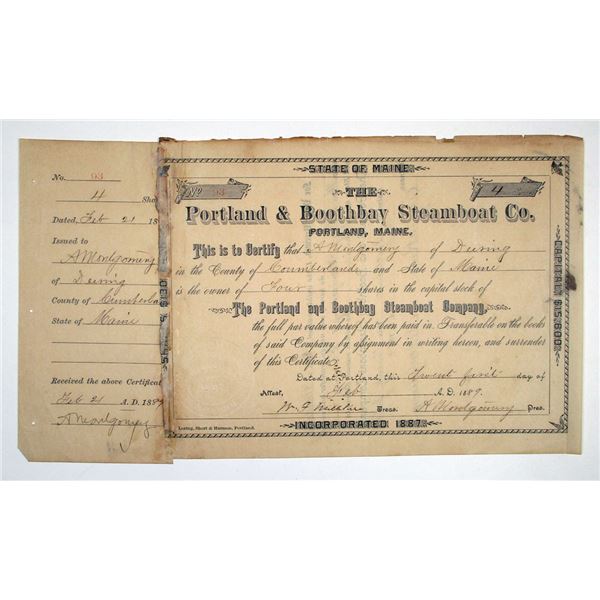 No. 93
4 Sha
Dated, Feb 21 18
Issued to
A Montgomery
of Deering
County of Cumberlan
State of
Maine
Received the above Certificat
Feb 21 A.D. 1889
A Montgomery
STATE OF MAINE.
No 93
THE
4
Portland & Boothbay Steamboat Co.
PORTLAND, MAINE.
This is to Certify that A Montgomery of Deering
in the County of Cumberland and State of Maine
is the owner of Four shares in the capital stock of
The Portland and Boothbay Steamboat Company,
the full par value whereof has been paid in. Transferable on the books
of said Company by assignment in writing hereon, and surrender
of this Certificate.
Dated at Portland, this Twenty first day of
Attest, Feb A.D. 1889.
Treas. A Montgomery Pres.
INCORPORATED 1887.
Loring, Short & Harmon, Portland.
CAPITAL $15,800.